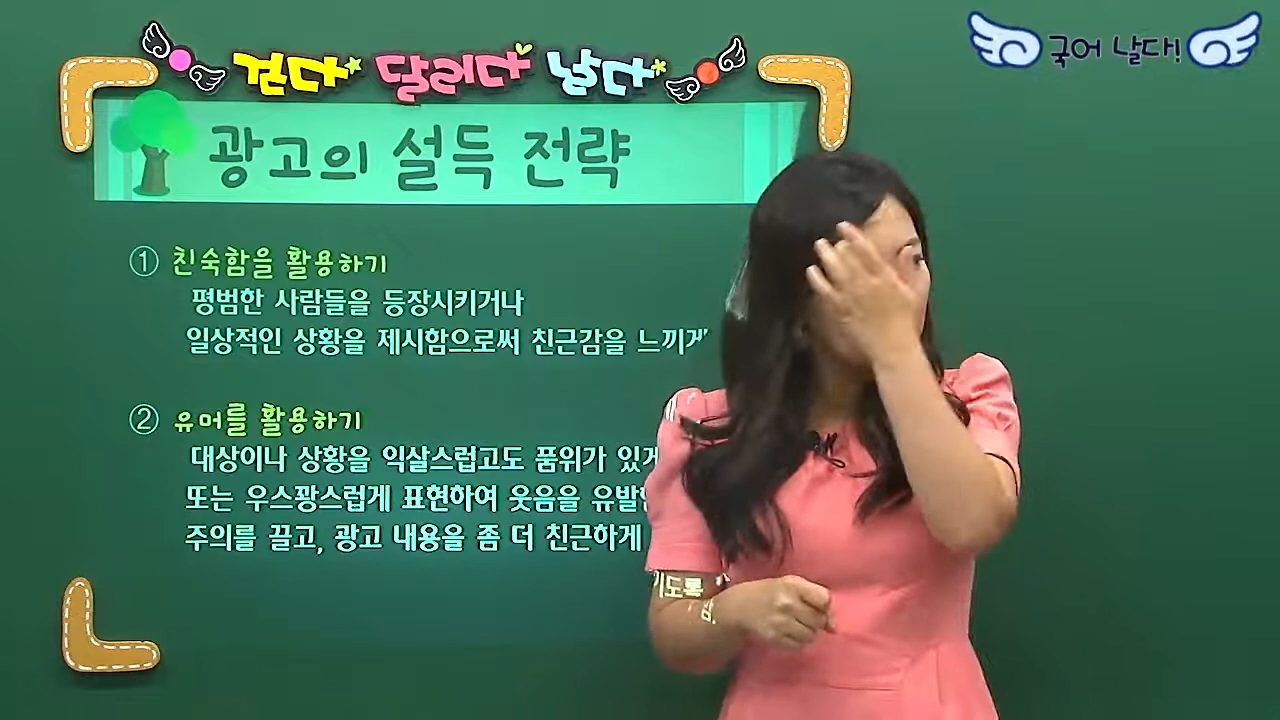 걷다 달리다 날다
국어 날다!
광고의 설득 전략
① 친숙함을 활용하기
평범한 사람들을 등장시키거나
일상적인 상황을 제시함으로써 친근감을 느끼게
② 유머를 활용하기
대상이나 상황을 익살스럽고도 품위가 있게
또는 우스꽝스럽게 표현하여 웃음을
주의를 끌고, 광고 내용을 좀 더 친근하게